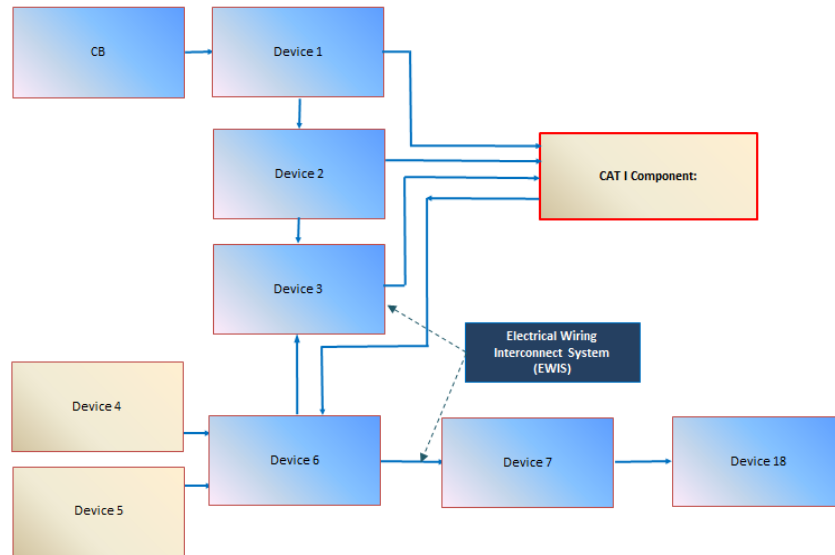 CB
Device 1
Device 2
CAT I Component:
Device 3
Electrical Wiring
Interconnect System
(EWIS)
Device 4
Device 6
Device 7
Device 18
Device 5